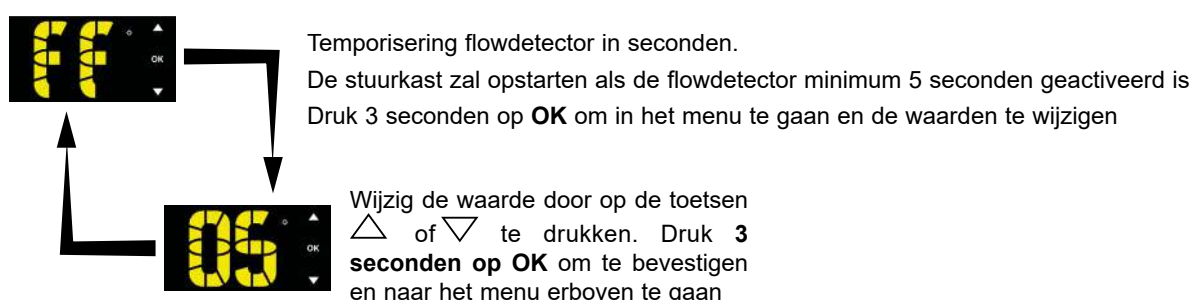 FF
OK
Temporisering flowdetector in seconden.
De stuurkast zal opstarten als de flowdetector minimum 5 seconden geactiveerd is
Druk 3 seconden op OK om in het menu te gaan en de waarden te wijzigen
05
OK
Wijzig de waarde door op de toetsen
△ of ▽ te drukken. Druk 3
seconden op OK om te bevestigen
en naar het menu erboven te gaan